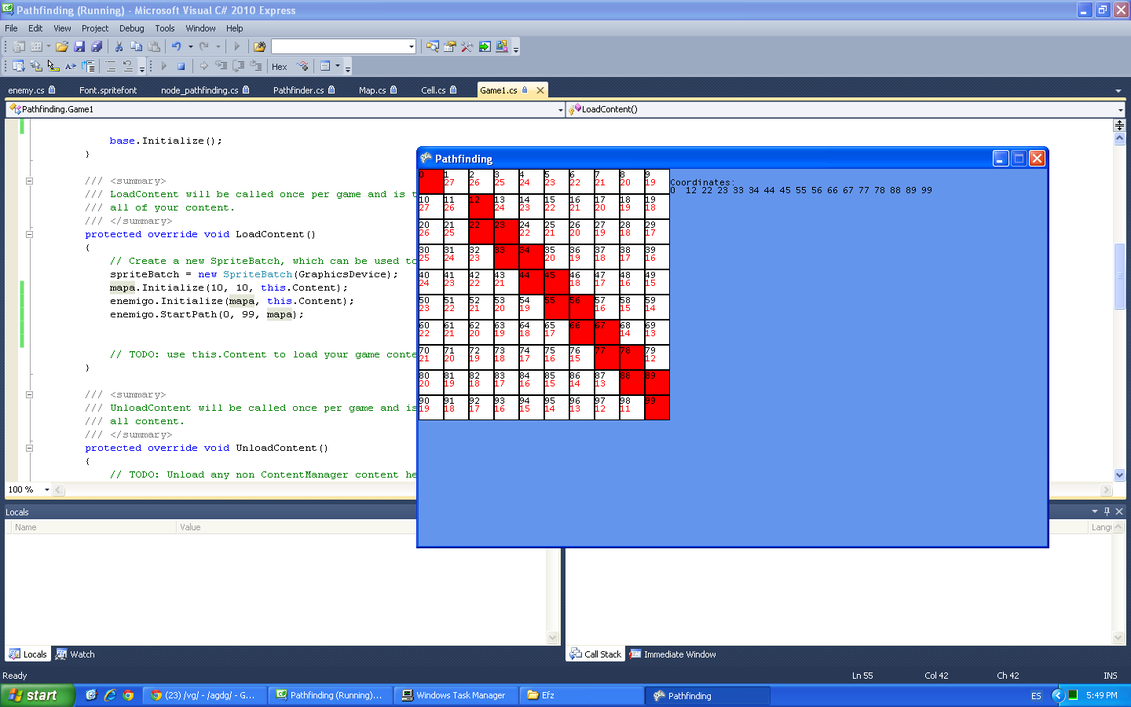 Pathfinding (Running) - Microsoft Visual C# 2010 Express
File Edit View Project Debug Tools Window Help
Hex
enemy.cs Font.spritefont node_pathfinding.cs Pathfinder.cs Map.cs Cell.cs Game1.cs
Pathfinding.Game1 LoadContent()
base.Initialize();
}
/// <summary>
/// LoadContent will be called once per game and is t
/// all of your content.
/// </summary>
protected override void LoadContent()
{
// Create a new SpriteBatch, which can be used to
spriteBatch = new SpriteBatch(GraphicsDevice);
mapa.Initialize(10, 10, this.Content);
enemigo.Initialize(mapa, this.Content);
enemigo.StartPath(0, 99, mapa);
// TODO: use this.Content to load your game conte
}
/// <summary>
/// UnloadContent will be called once per game and is
/// all content.
/// </summary>
protected override void UnloadContent()
{
// TODO: Unload any non ContentManager content he
100 %
Pathfinding
0 1 2 3 4 5 6 7 8 9
27 26 25 24 23 22 21 20 19
Coordinates:
0 12 22 23 33 34 44 45 55 56 66 67 77 78 88 89 99
10 11 12 13 14 15 16 17 18 19
27 26 24 23 22 21 20 19 18
20 21 22 23 24 25 26 27 28 29
26 25 22 21 20 19 18 17
30 31 32 33 34 35 36 37 38 39
25 24 23 20 19 18 17 16
40 41 42 43 44 45 46 47 48 49
24 23 22 21 18 17 16 15
50 51 52 53 54 55 56 57 58 59
23 22 21 20 19 16 15 14
60 61 62 63 64 65 66 67 68 69
22 21 20 19 18 17 14 13
70 71 72 73 74 75 76 77 78 79
21 20 19 18 17 16 15 12
80 81 82 83 84 85 86 87 88 89
20 19 18 17 16 15 14 13
90 91 92 93 94 95 96 97 98 99
19 18 17 16 15 14 13 12 11
Locals
Name Value Lang
Locals Watch Call Stack Immediate Window
Ready Ln 55 Col 42 Ch 42 INS
start (23) /vg/ - /agdg/ - G... Pathfinding (Running)... Windows Task Manager Efz Pathfinding ES 5:49 PM